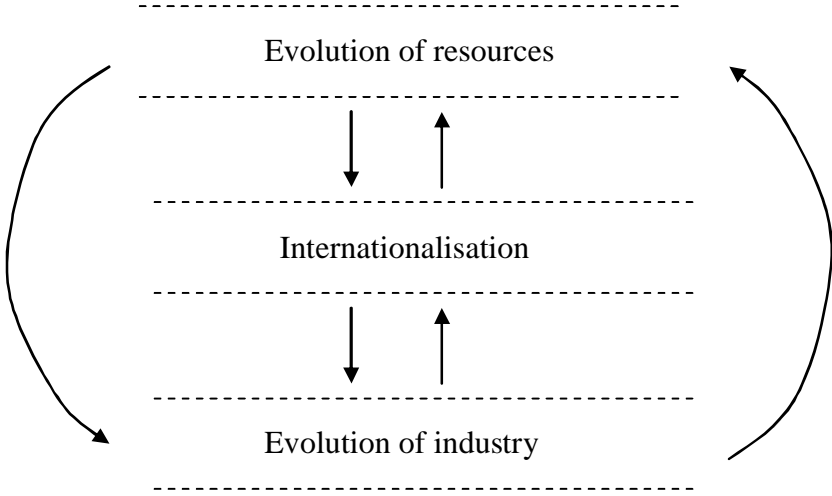 Evolution of resources
Internationalisation
Evolution of industry